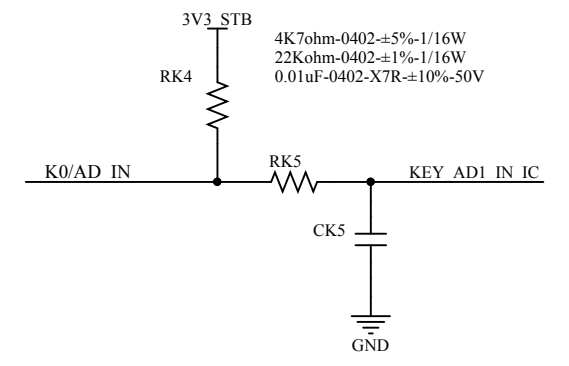 3V3_STB
4K7ohm-0402-±5%-1/16W
22Kohm-0402-±1%-1/16W
0.01uF-0402-X7R-±10%-50V
RK4
K0/AD_IN
RK5
KEY_AD1_IN_IC
CK5
GND